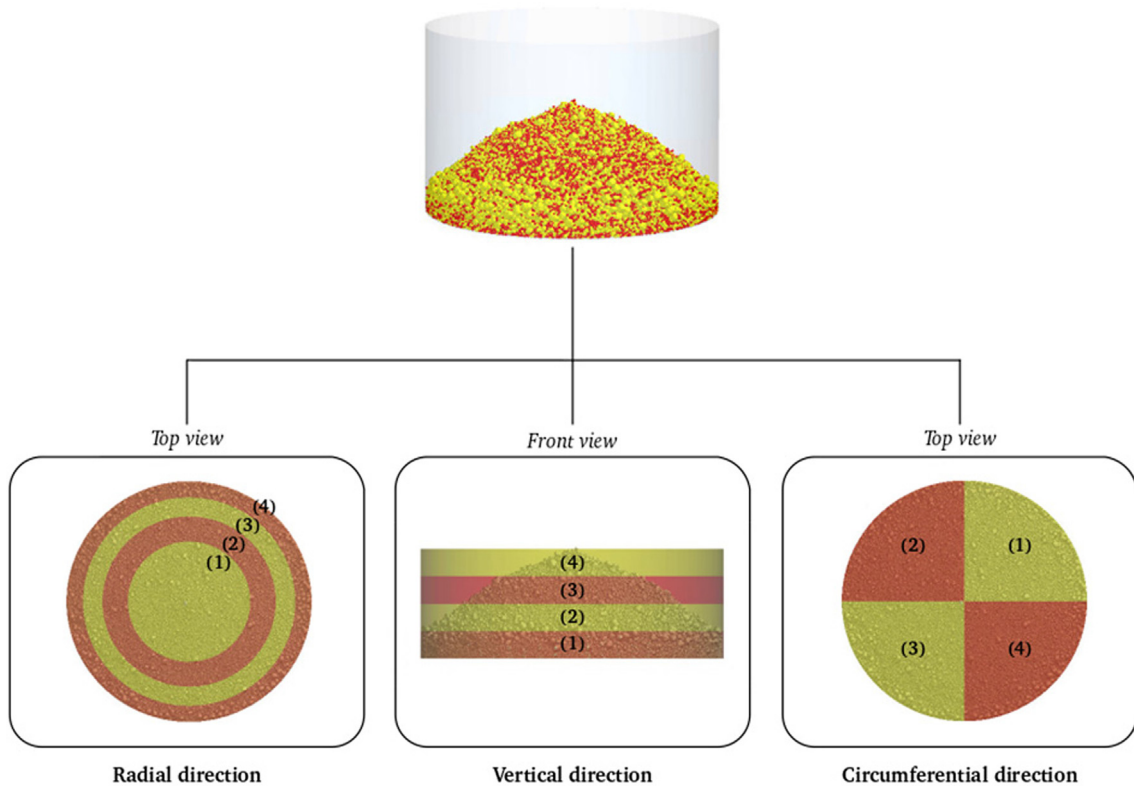 Top view
Front view
Top view
(4)
(3)
(2)
(1)
(4)
(3)
(2)
(1)
(2)
(1)
(3)
(4)
Radial direction
Vertical direction
Circumferential direction